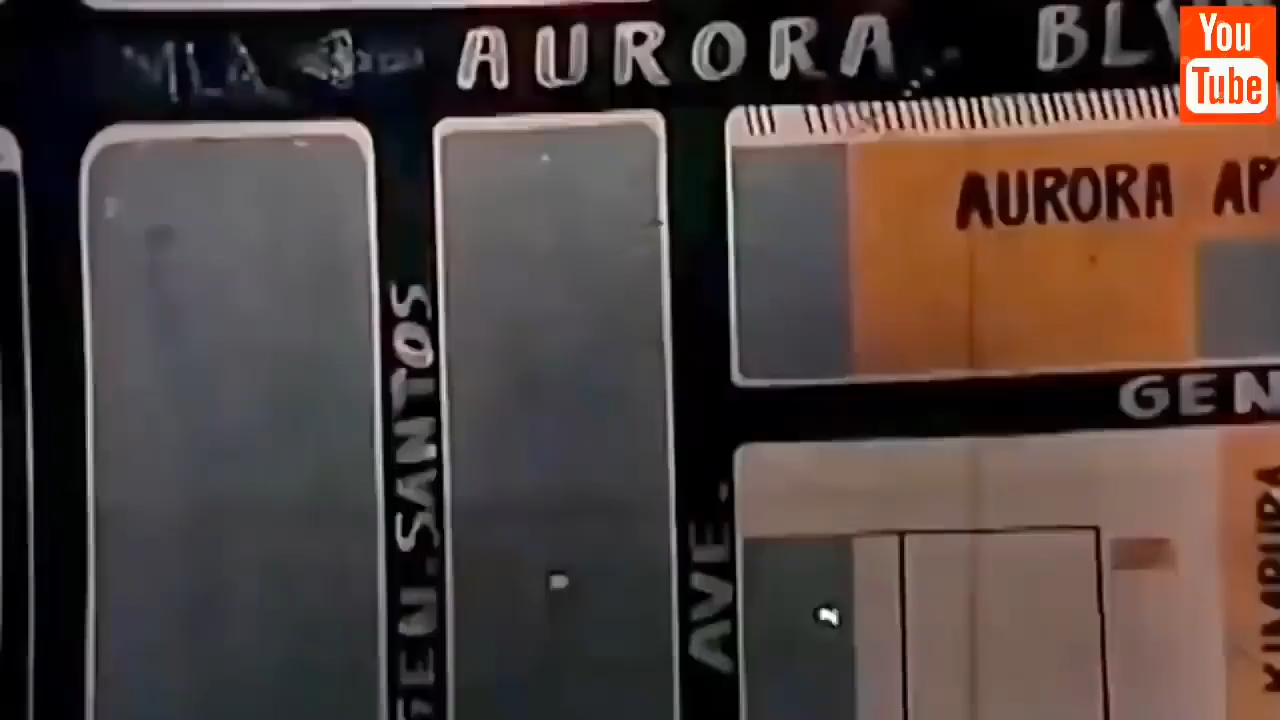 AURORA BLV
You
Tube
AURORA AP
GEN
GEN. SANTOS
AVE.